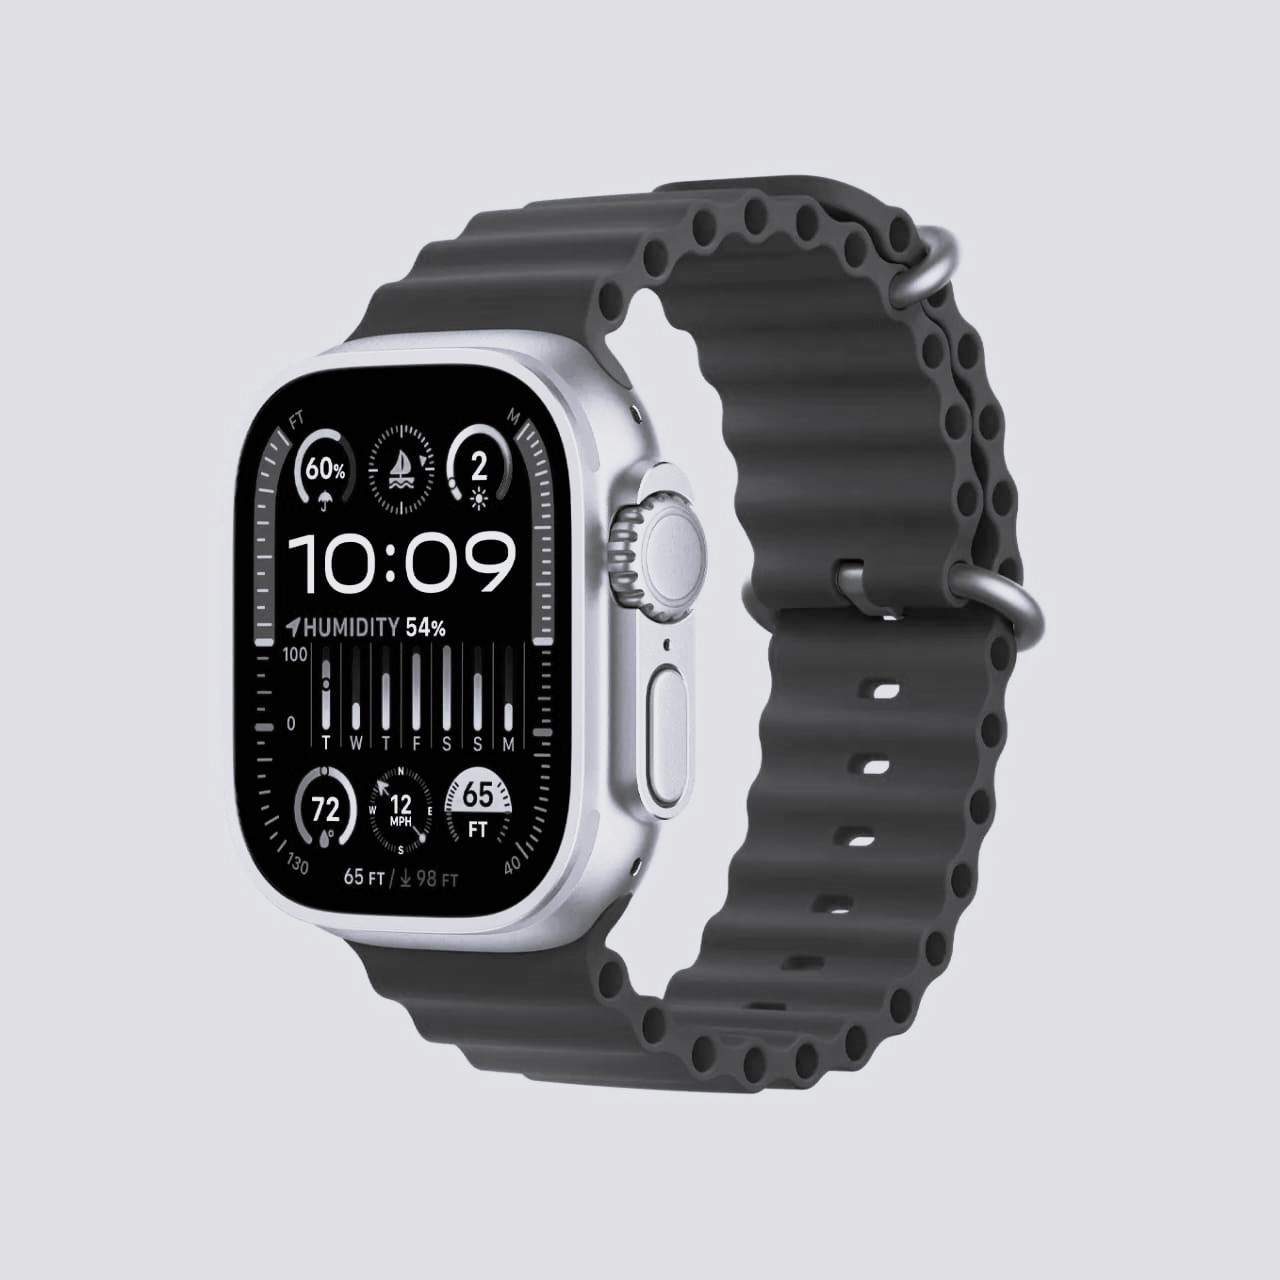 FT M
60% 2
10:09
HUMIDITY 54%
100
0
T W T F S S M
72° N W 12 MPH E S 65 FT
130 40
65 FT / 98 FT